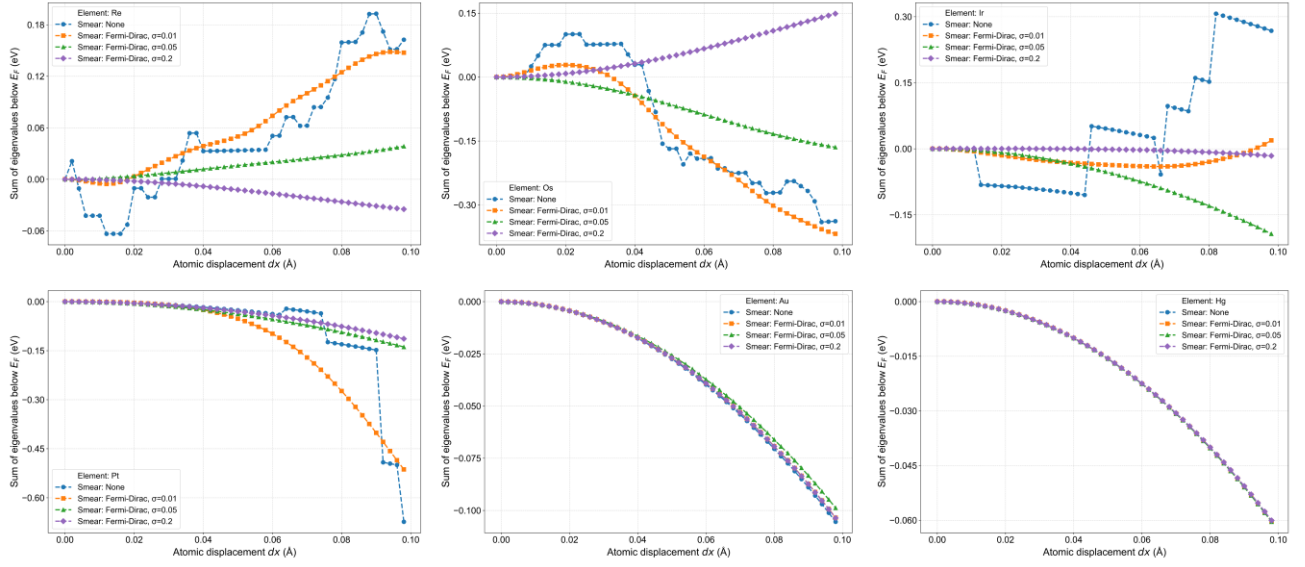 Sum of eigenvalues below E_F (eV)
0.18
0.12
0.06
0.00
−0.06
Element: Re
Smear: None
Smear: Fermi-Dirac, σ=0.01
Smear: Fermi-Dirac, σ=0.05
Smear: Fermi-Dirac, σ=0.2
0.00 0.02 0.04 0.06 0.08 0.10
Atomic displacement dx (Å)
Sum of eigenvalues below E_F (eV)
0.15
0.00
−0.15
−0.30
Element: Os
Smear: None
Smear: Fermi-Dirac, σ=0.01
Smear: Fermi-Dirac, σ=0.05
Smear: Fermi-Dirac, σ=0.2
0.00 0.02 0.04 0.06 0.08 0.10
Atomic displacement dx (Å)
Sum of eigenvalues below E_F (eV)
0.30
0.15
0.00
−0.15
Element: Ir
Smear: None
Smear: Fermi-Dirac, σ=0.01
Smear: Fermi-Dirac, σ=0.05
Smear: Fermi-Dirac, σ=0.2
0.00 0.02 0.04 0.06 0.08 0.10
Atomic displacement dx (Å)
Sum of eigenvalues below E_F (eV)
0.00
−0.15
−0.30
−0.45
−0.60
Element: Pt
Smear: None
Smear: Fermi-Dirac, σ=0.01
Smear: Fermi-Dirac, σ=0.05
Smear: Fermi-Dirac, σ=0.2
0.00 0.02 0.04 0.06 0.08 0.10
Atomic displacement dx (Å)
Sum of eigenvalues below E_F (eV)
0.000
−0.025
−0.050
−0.075
−0.100
Element: Au
Smear: None
Smear: Fermi-Dirac, σ=0.01
Smear: Fermi-Dirac, σ=0.05
Smear: Fermi-Dirac, σ=0.2
0.00 0.02 0.04 0.06 0.08 0.10
Atomic displacement dx (Å)
Sum of eigenvalues below E_F (eV)
−0.000
−0.015
−0.030
−0.045
−0.060
Element: Hg
Smear: None
Smear: Fermi-Dirac, σ=0.01
Smear: Fermi-Dirac, σ=0.05
Smear: Fermi-Dirac, σ=0.2
0.00 0.02 0.04 0.06 0.08 0.10
Atomic displacement dx (Å)